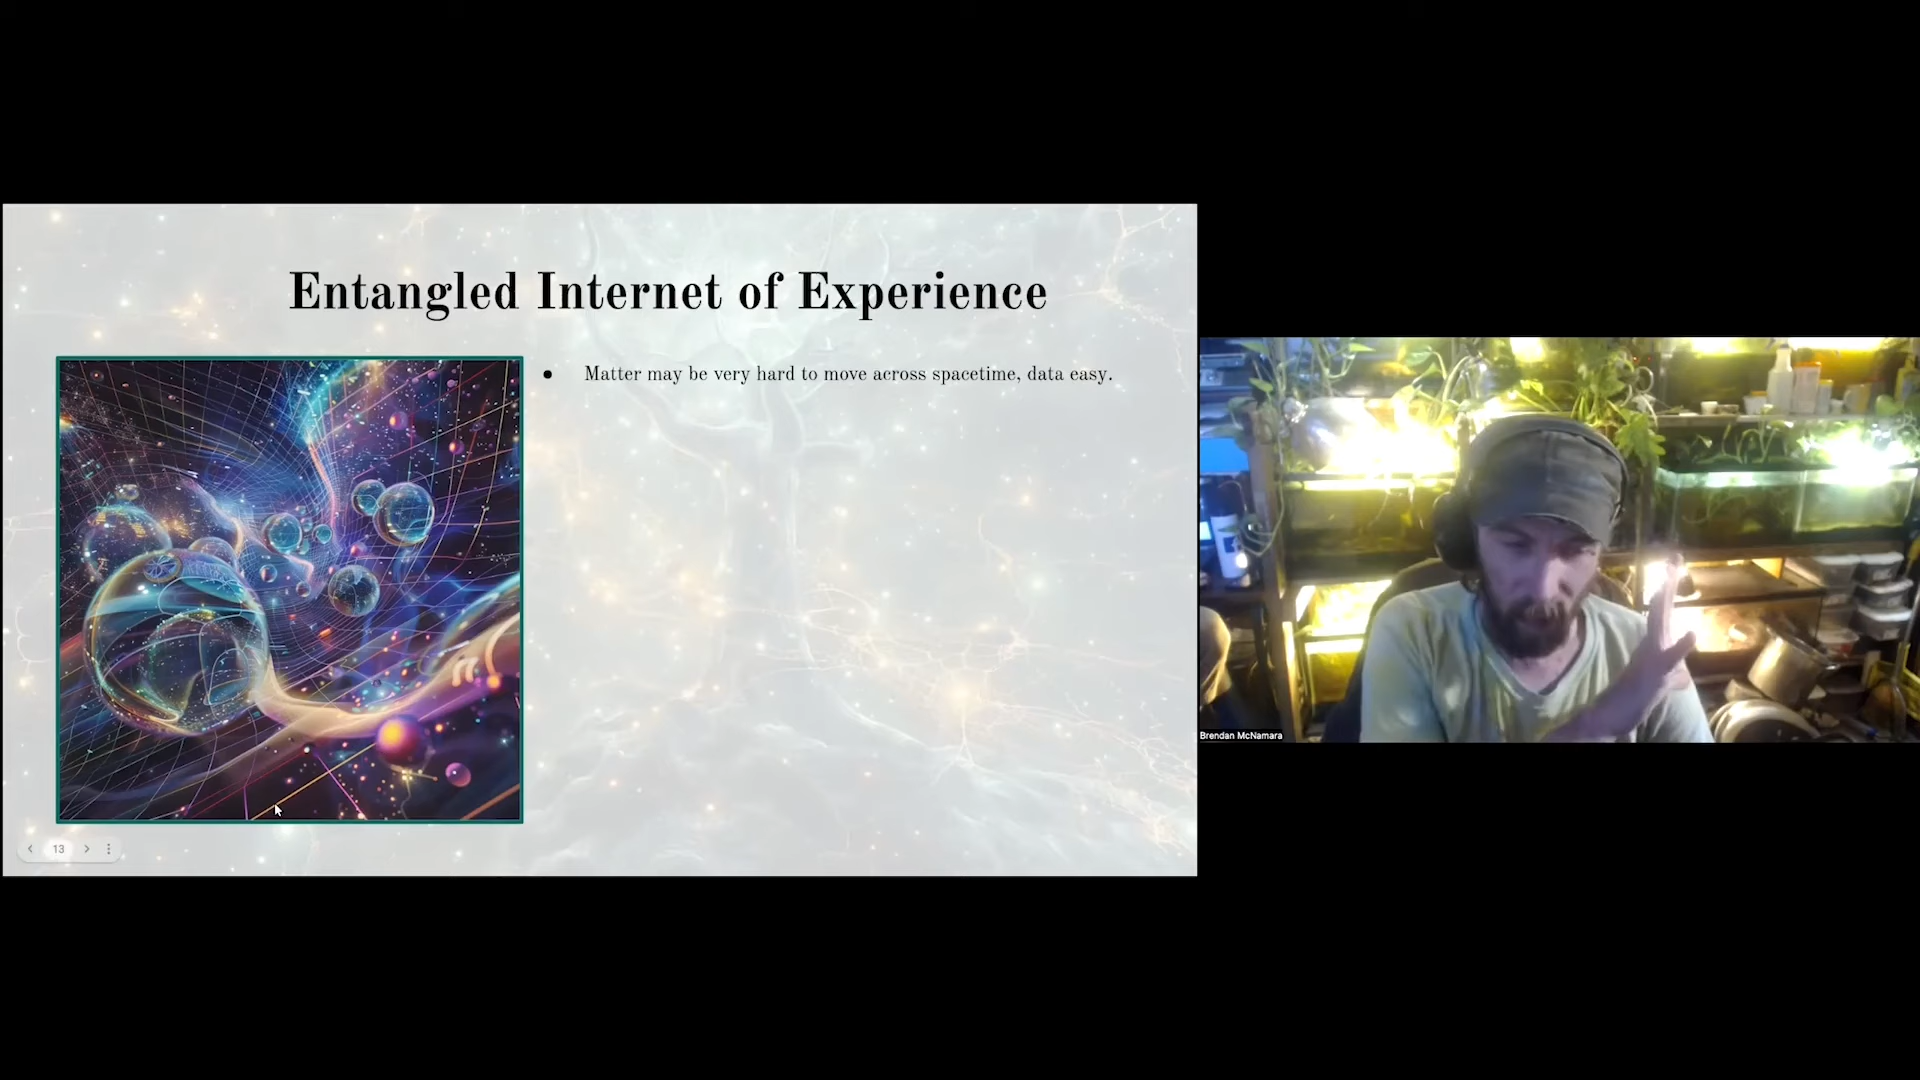 Entangled Internet of Experience
● Matter may be very hard to move across spacetime, data easy.
13
Brendan McNamara